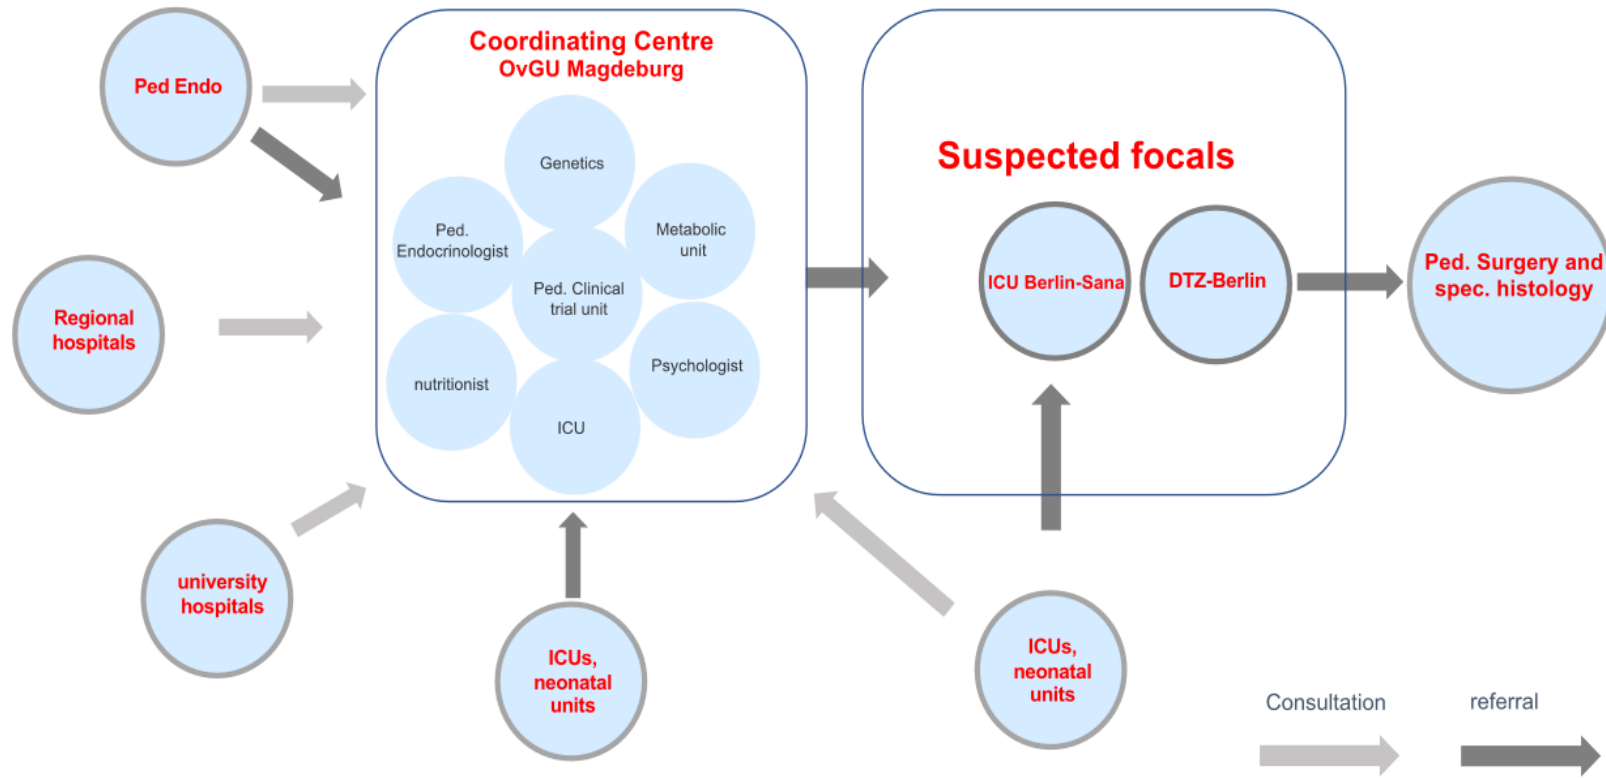 Ped Endo
Coordinating Centre
OvGU Magdeburg
Genetics
Ped.
Endocrinologist
Metabolic
unit
Ped. Clinical
trial unit
nutritionist
Psychologist
ICU
Suspected focals
ICU Berlin-Sana
DTZ-Berlin
Ped. Surgery and
spec. histology
Regional
hospitals
university
hospitals
ICUs,
neonatal
units
ICUs,
neonatal
units
Consultation
referral